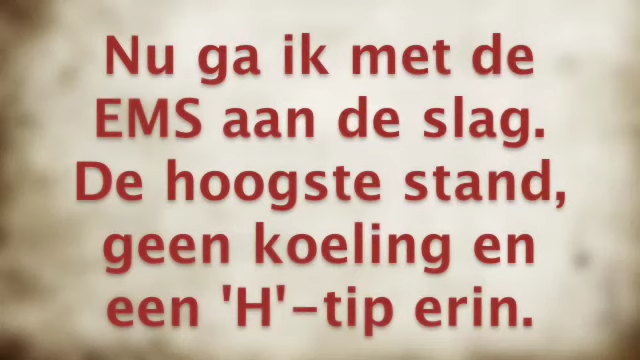 Nu ga ik met de
EMS aan de slag.
De hoogste stand,
geen koeling en
een 'H'-tip erin.